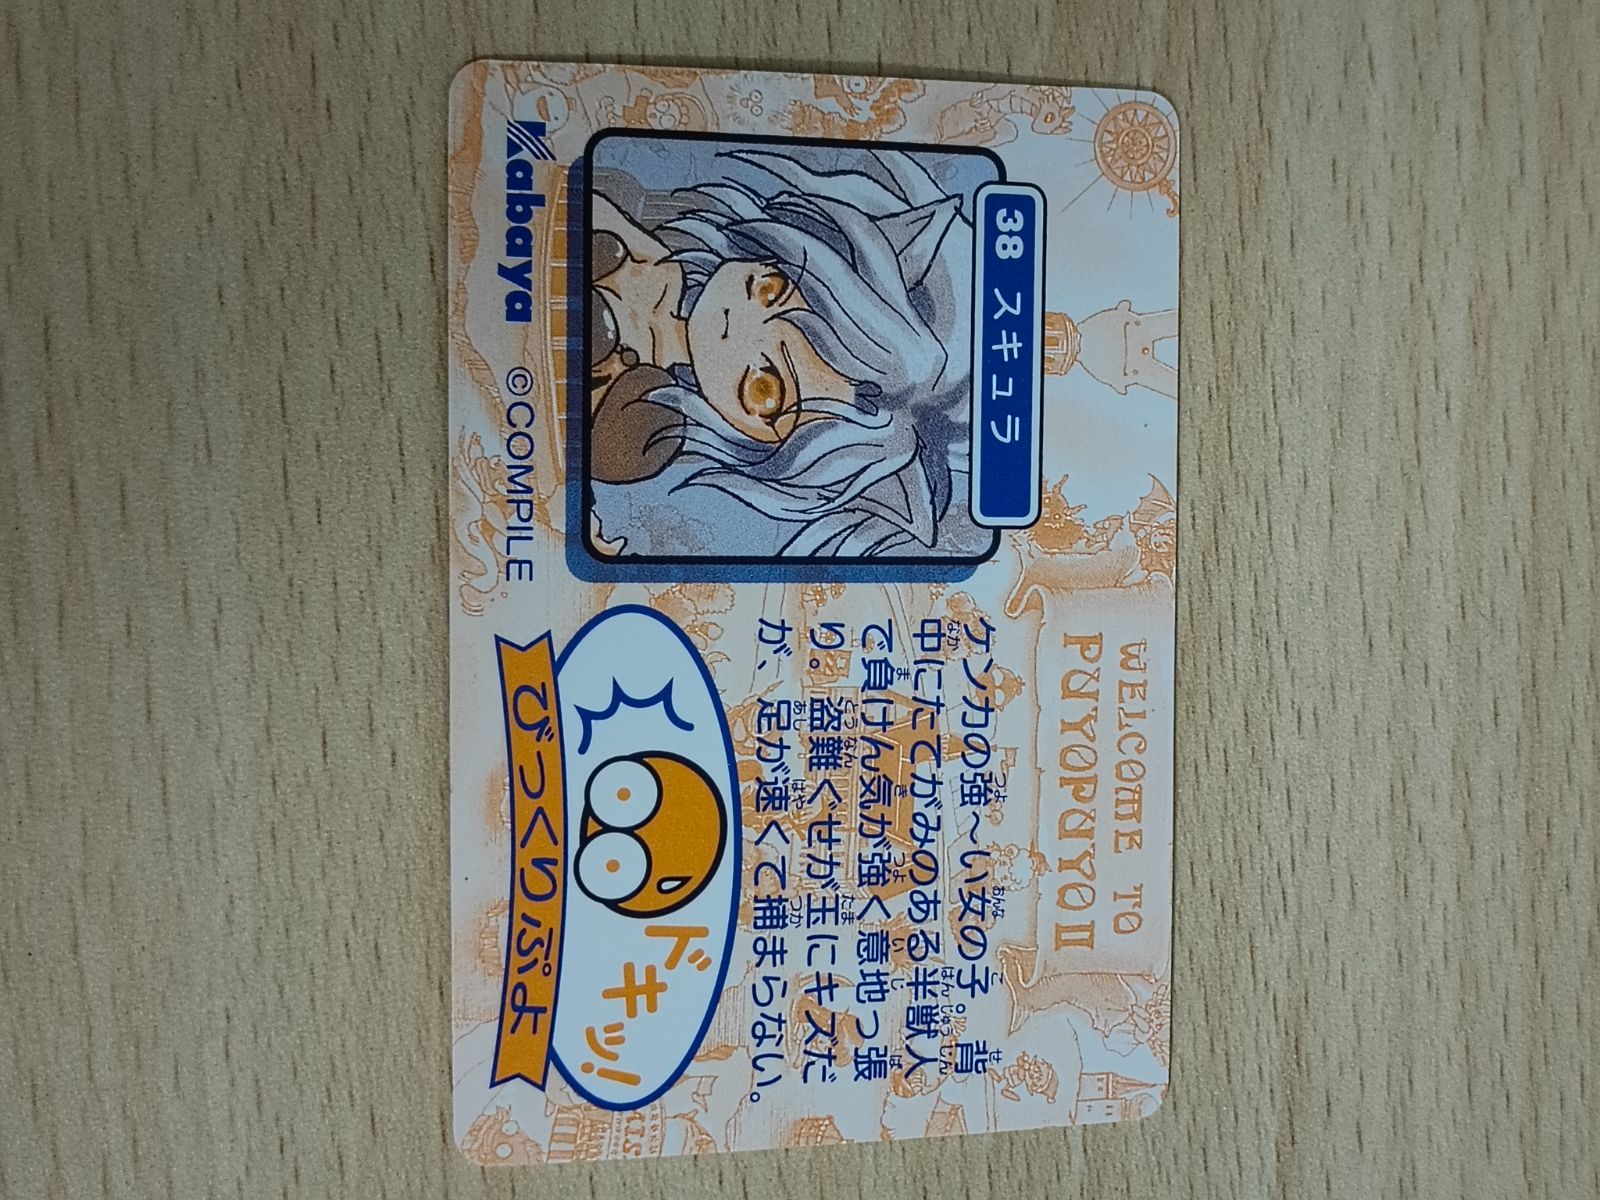 WELCOME TO
PUYOPUYO II
38 スキュラ
ケンカの強～い女の子。背
中にたてがみのある半獣人
で負けん気が強く意地っ張
り。盗難ぐせが玉にキズだ
が、足が速くて捕まらない。
ドキッ!
びっくりぷよ
Kabaya
©COMPILE